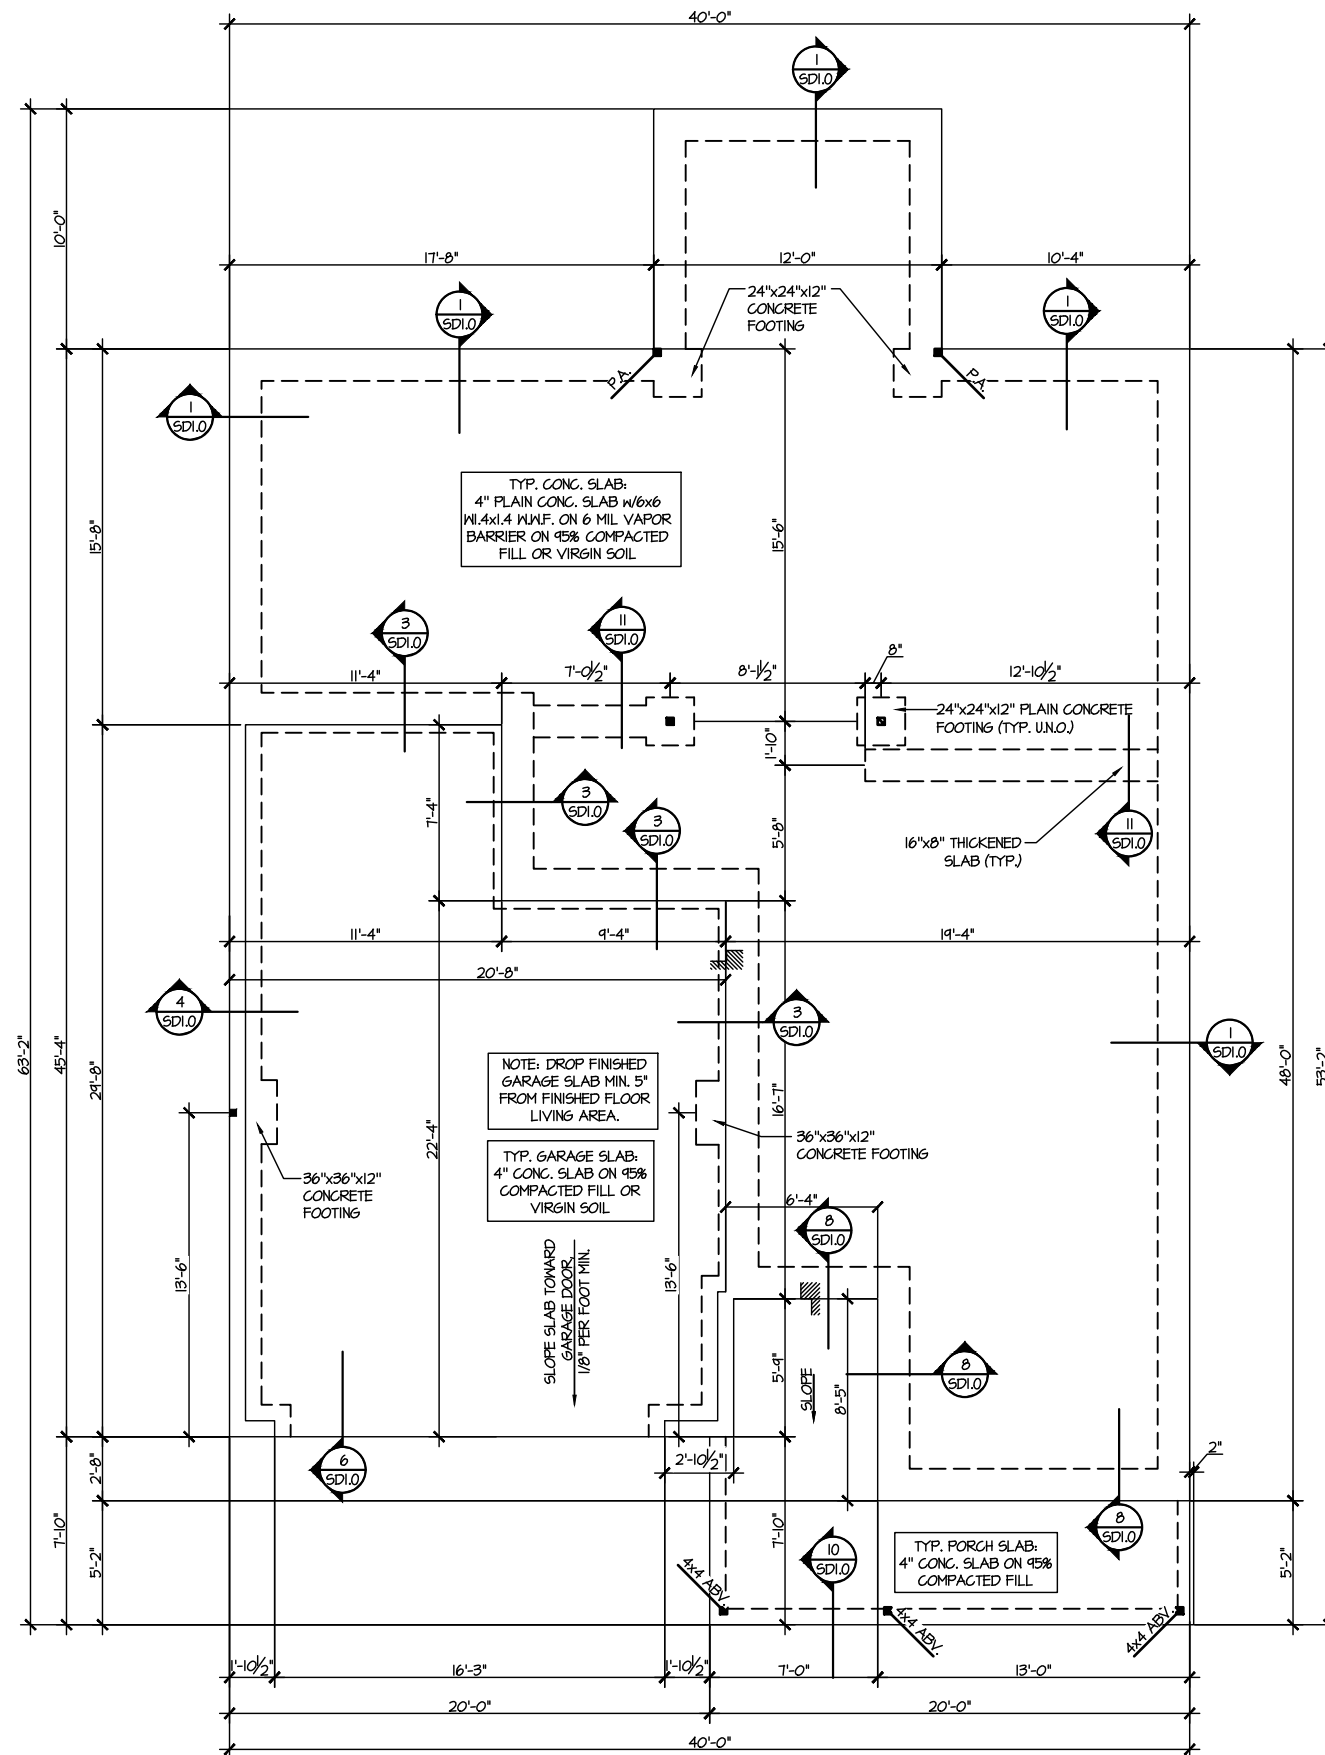 40'-0"
1
SD1.0
10'-0"
17'-8"
12'-0"
10'-4"
24"x24"x12"
CONCRETE
FOOTING
1
SD1.0
1
SD1.0
P.A.
P.A.
1
SD1.0
TYP. CONC. SLAB:
4" PLAIN CONC. SLAB w/6x6
W1.4x1.4 W.W.F. ON 6 MIL VAPOR
BARRIER ON 95% COMPACTED
FILL OR VIRGIN SOIL
15'-8"
15'-6"
3
SD1.0
11
SD1.0
11'-4"
7'-0½"
8'-1½"
8"
12'-10½"
24"x24"x12" PLAIN CONCRETE
FOOTING (TYP. U.N.O.)
1'-10"
7'-4"
3
SD1.0
3
SD1.0
5'-8"
16"x8" THICKENED
SLAB (TYP.)
11
SD1.0
11'-4"
9'-4"
19'-4"
20'-8"
4
SD1.0
3
SD1.0
1
SD1.0
63'-2"
45'-4"
29'-8"
48'-0"
53'-2"
NOTE: DROP FINISHED
GARAGE SLAB MIN. 5"
FROM FINISHED FLOOR
LIVING AREA.
16'-7"
22'-4"
36"x36"x12"
CONCRETE FOOTING
TYP. GARAGE SLAB:
4" CONC. SLAB ON 95%
COMPACTED FILL OR
VIRGIN SOIL
36"x36"x12"
CONCRETE
FOOTING
6'-4"
8
SD1.0
13'-6"
SLOPE SLAB TOWARD
GARAGE DOOR,
1/8" PER FOOT MIN.
13'-6"
5'-9"
SLOPE
8'-5"
8
SD1.0
6
SD1.0
2'-10½"
2"
2'-8"
7'-10"
5'-2"
7'-10"
8
SD1.0
10
SD1.0
TYP. PORCH SLAB:
4" CONC. SLAB ON 95%
COMPACTED FILL
5'-2"
4x4 ABV.
4x4 ABV.
4x4 ABV.
1'-10½"
16'-3"
1'-10½"
7'-0"
13'-0"
20'-0"
20'-0"
40'-0"